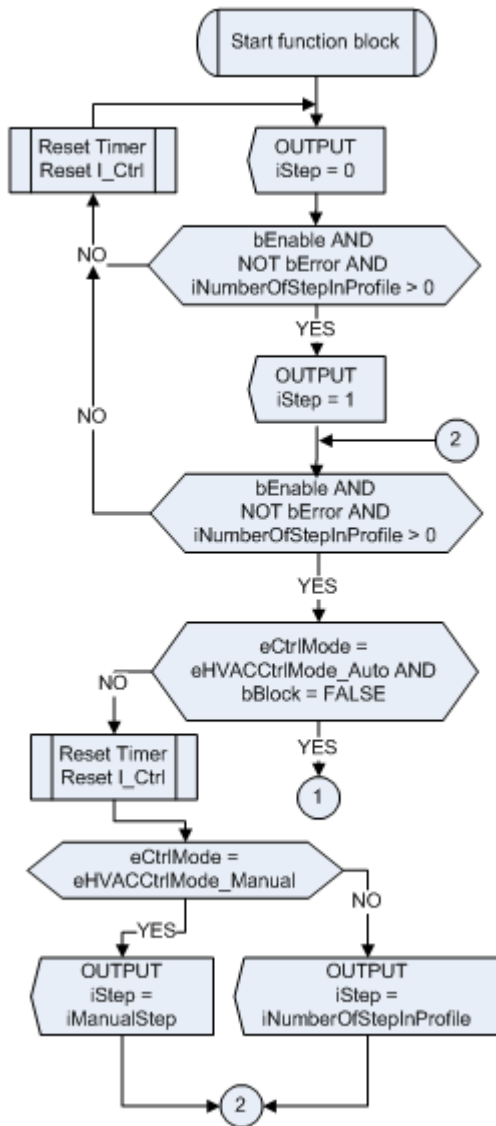 Start function block
Reset Timer
Reset I_Ctrl
OUTPUT
iStep = 0
NO
bEnable AND
NOT bError AND
iNumberOfStepInProfile > 0
YES
OUTPUT
iStep = 1
NO
2
bEnable AND
NOT bError AND
iNumberOfStepInProfile > 0
YES
eCtrlMode =
eHVACCtrlMode_Auto AND
bBlock = FALSE
NO
YES
Reset Timer
Reset I_Ctrl
1
eCtrlMode =
eHVACCtrlMode_Manual
NO
YES
OUTPUT
iStep =
iManualStep
OUTPUT
iStep =
iNumberOfStepInProfile
2